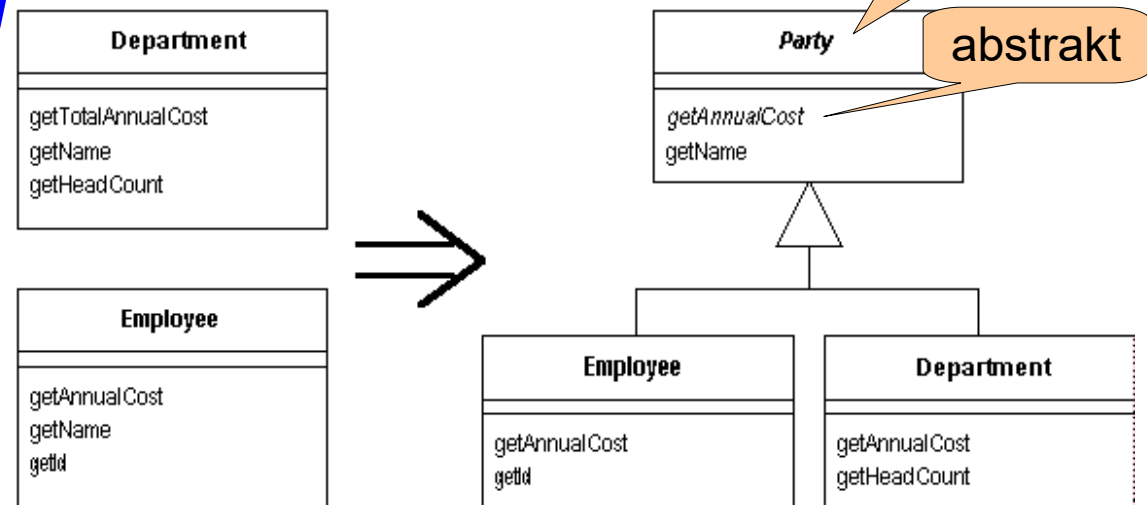 Department
getTotalAnnualCost
getName
getHeadCount
Employee
getAnnualCost
getName
getId
Party
abstrakt
getAnnualCost
getName
Employee
getAnnualCost
getId
Department
getAnnualCost
getHeadCount